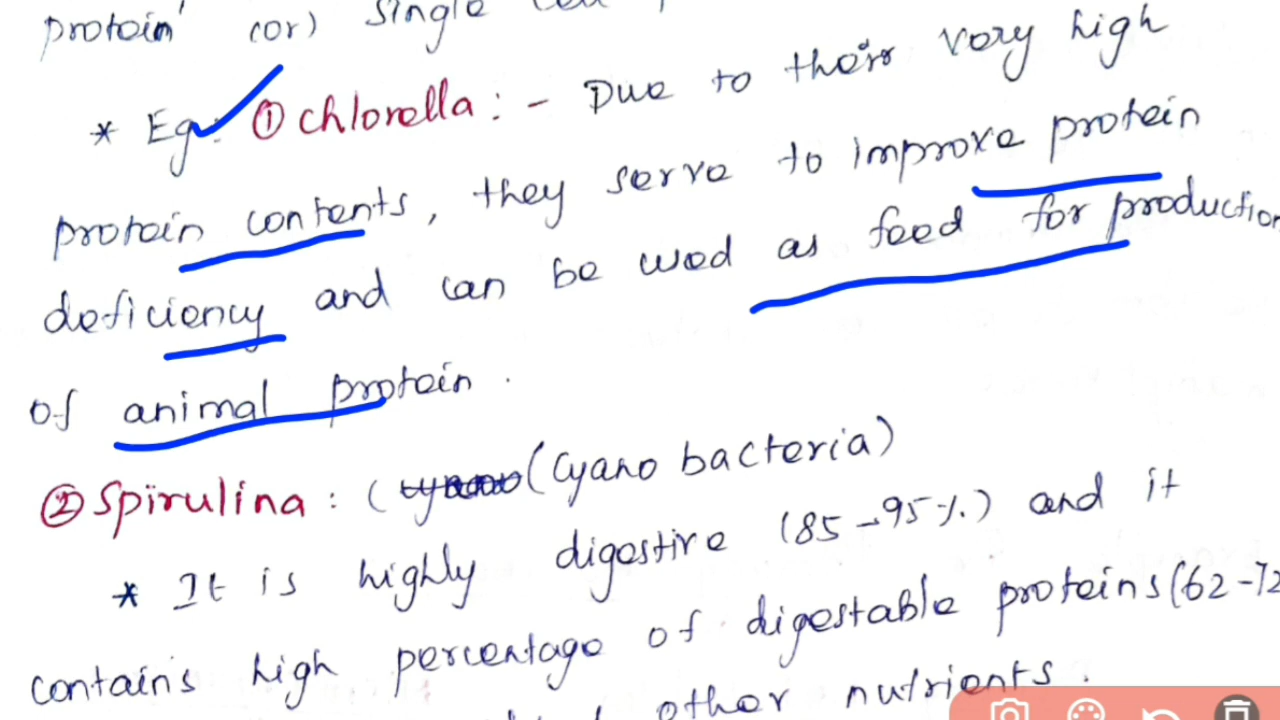 protein' (or) single
* Eg: ① chlorella : - Due to their very high
protein contents, they serve to improve protein
deficiency and can be used as feed for production
of animal protein.
② Spirulina : ( (Cyano bacteria)
* It is highly digestive (85-95%) and it
contains high percentage of digestable proteins (62-72
other nutrients.